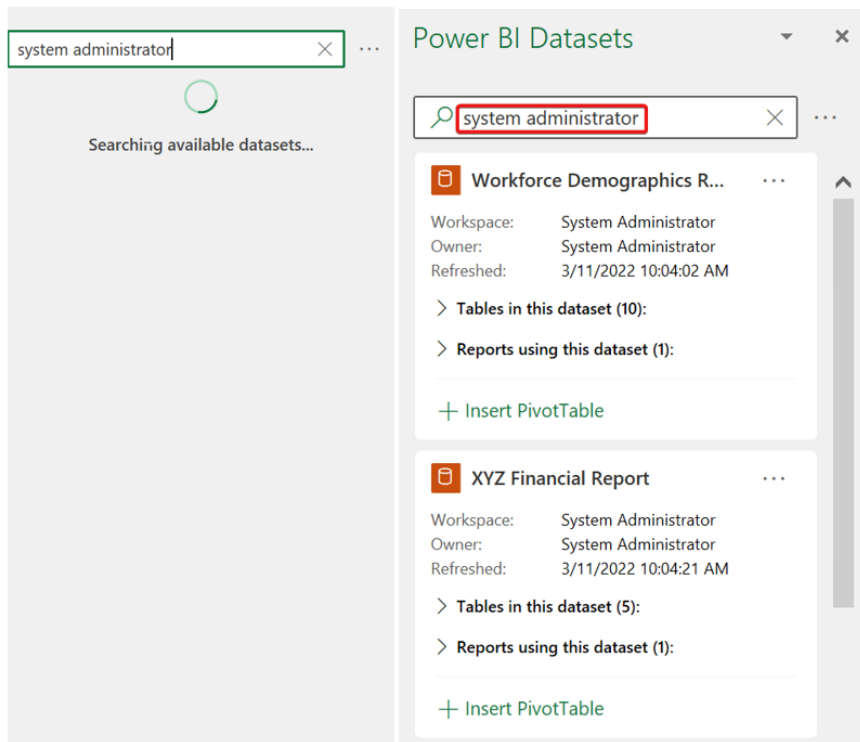 system administrator
Searching available datasets...
Power BI Datasets
system administrator
Workforce Demographics R...
Workspace: System Administrator
Owner: System Administrator
Refreshed: 3/11/2022 10:04:02 AM
Tables in this dataset (10):
Reports using this dataset (1):
Insert PivotTable
XYZ Financial Report
Workspace: System Administrator
Owner: System Administrator
Refreshed: 3/11/2022 10:04:21 AM
Tables in this dataset (5):
Reports using this dataset (1):
Insert PivotTable